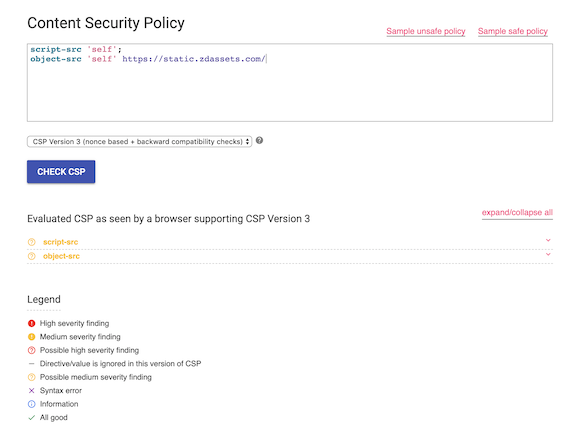 Content Security Policy
Sample unsafe policy
Sample safe policy
script-src 'self';
object-src 'self' https://static.zdassets.com/
CSP Version 3 (nonce based + backward compatibility checks)
CHECK CSP
Evaluated CSP as seen by a browser supporting CSP Version 3
expand/collapse all
script-src
object-src
Legend
High severity finding
Medium severity finding
Possible high severity finding
Directive/value is ignored in this version of CSP
Possible medium severity finding
Syntax error
Information
All good